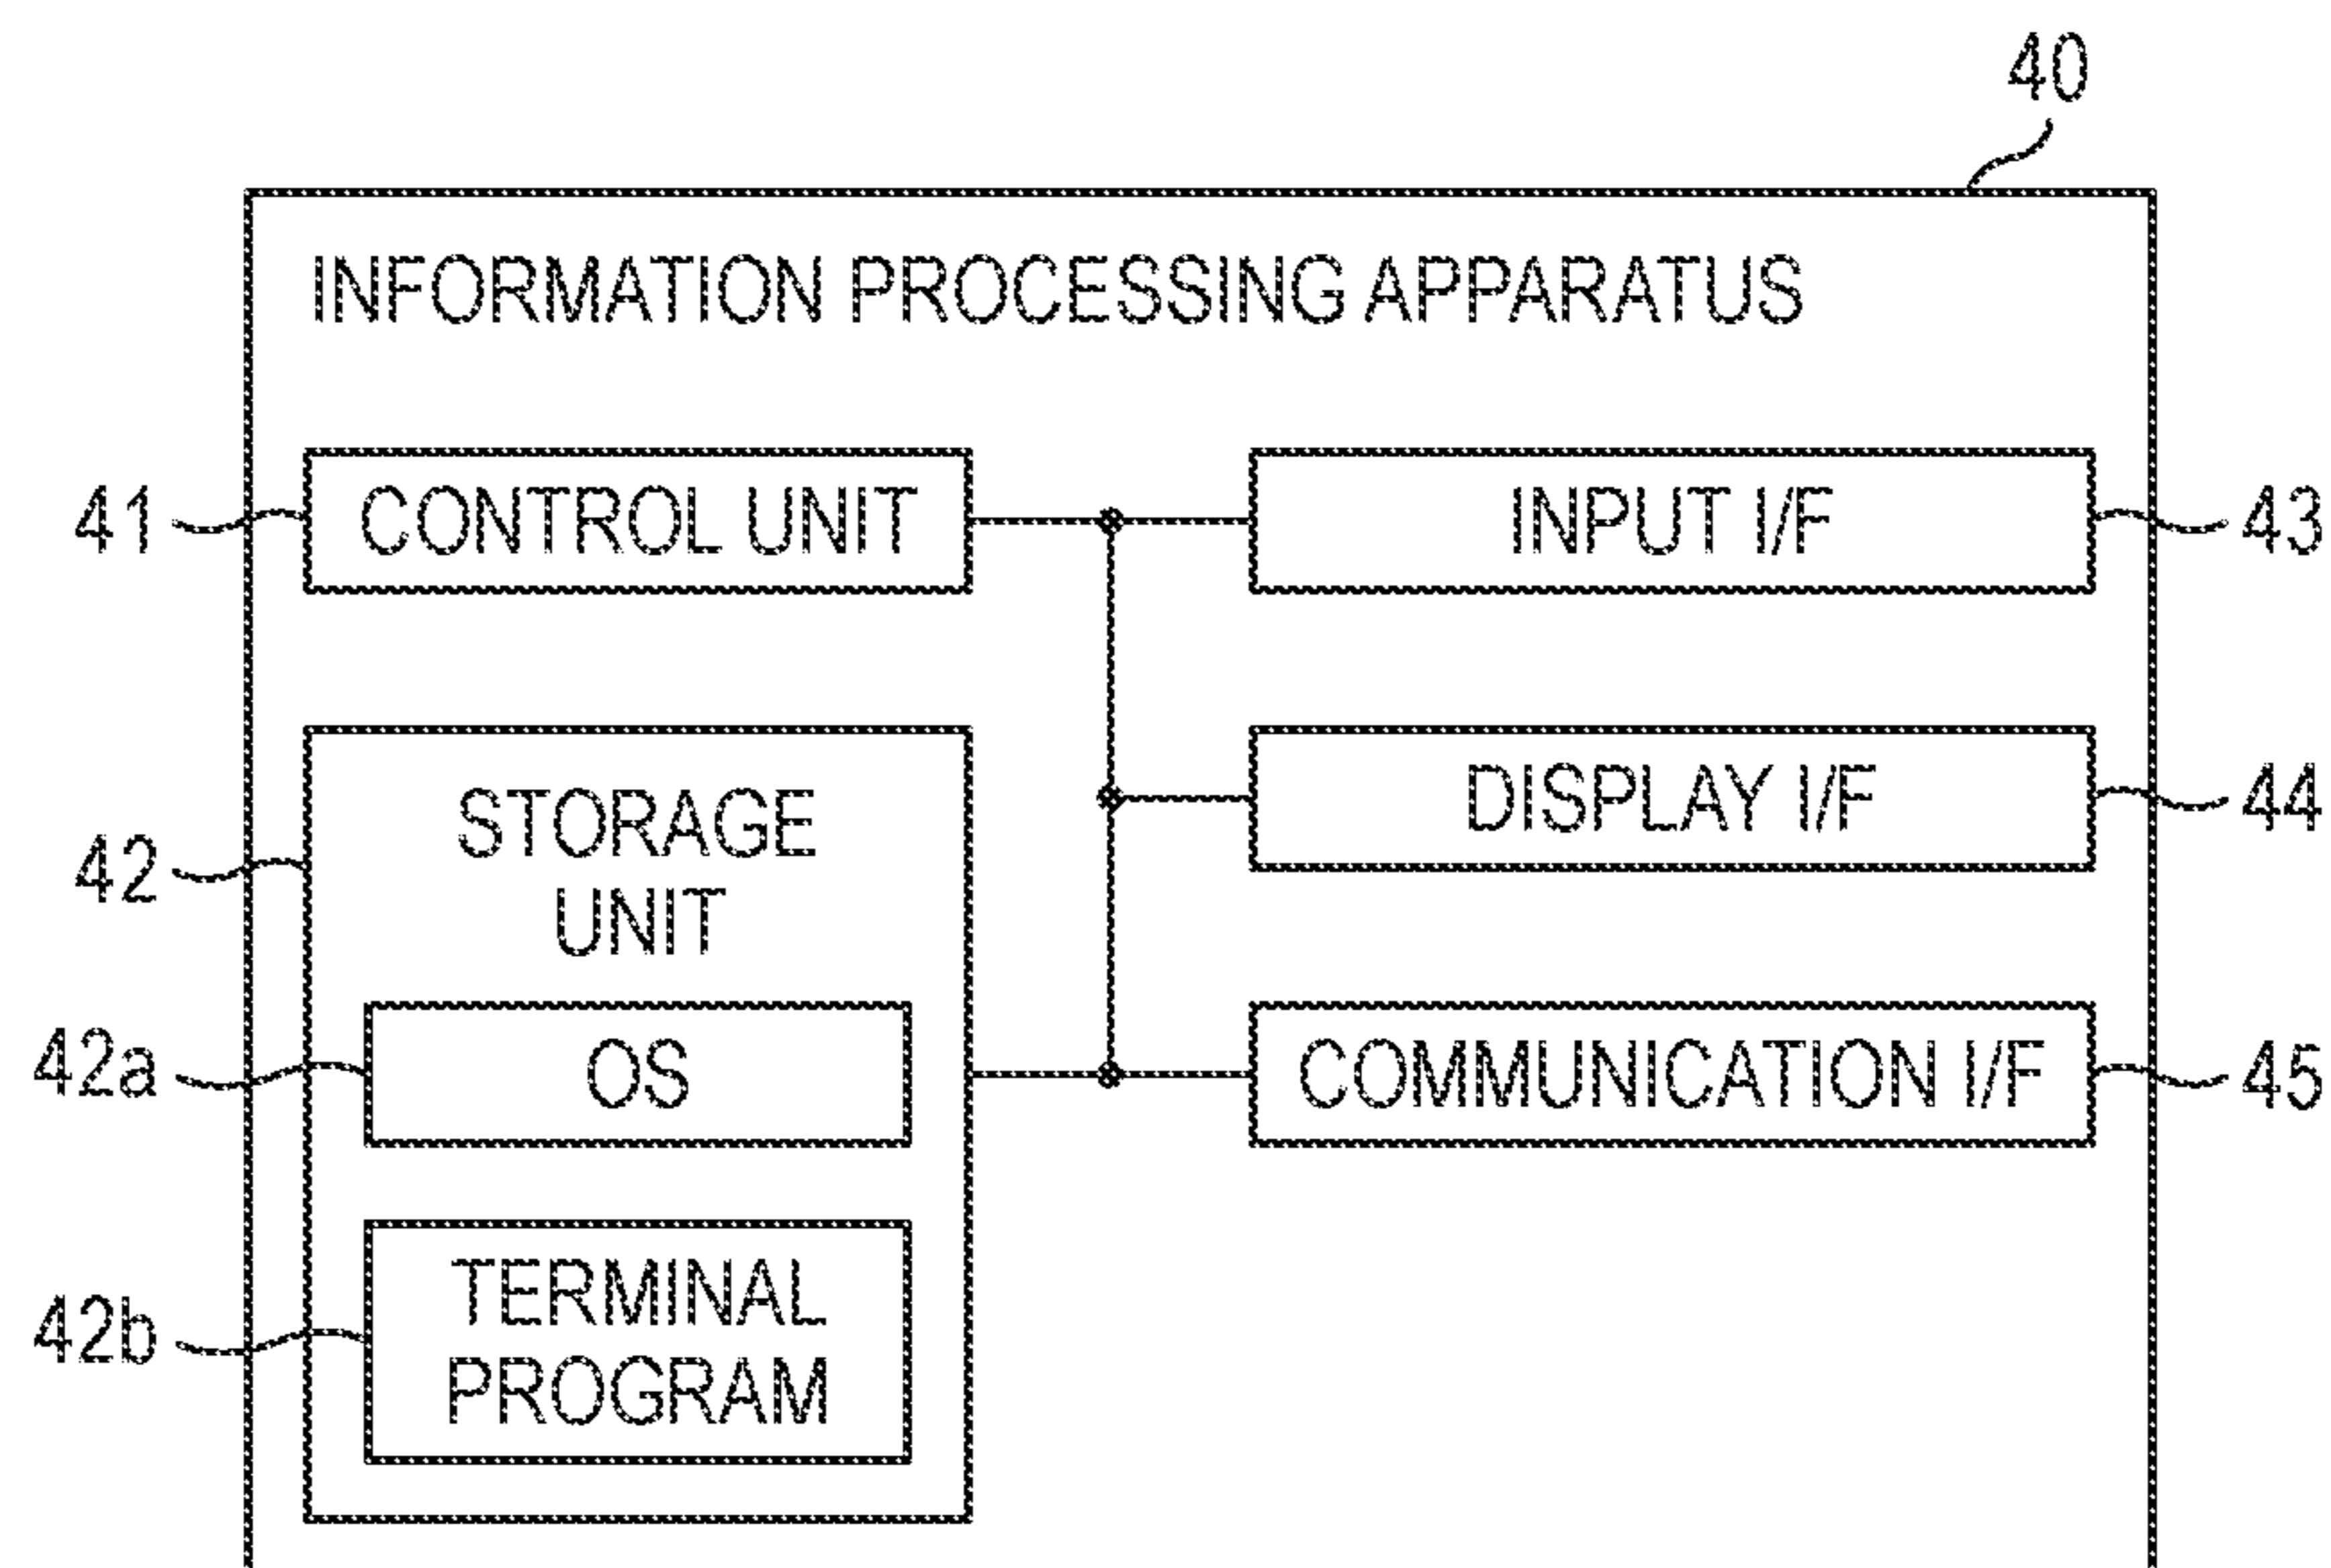 40
INFORMATION PROCESSING APPARATUS
41
CONTROL UNIT
INPUT I/F
43
42
STORAGE
UNIT
DISPLAY I/F
44
42a
OS
COMMUNICATION I/F
45
42b
TERMINAL
PROGRAM